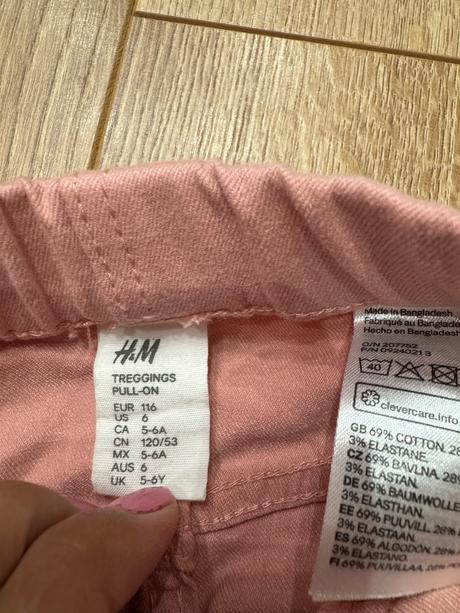 H&M
TREGGINGS
PULL-ON
EUR 116
US 6
CA 5-6A
CN 120/53
MX 5-6A
AUS 6
UK 5-6Y
Made in Bangladesh
Fabriqué au Banglade
Hecho en Bangladesh
O/N 207752
P/N 09240213
40
clevercare.info
GB 69% COTTON. 28%
3% ELASTANE.
CZ 69% BAVLNA. 28%
3% ELASTAN.
DE 69% BAUMWOLLE
3% ELASTHAN.
EE 69% PUUVILL. 28%
3% ELASTAAN.
ES 69% ALGODON. 28%
3% ELASTANO.
FI 69% PUUVILLAA.